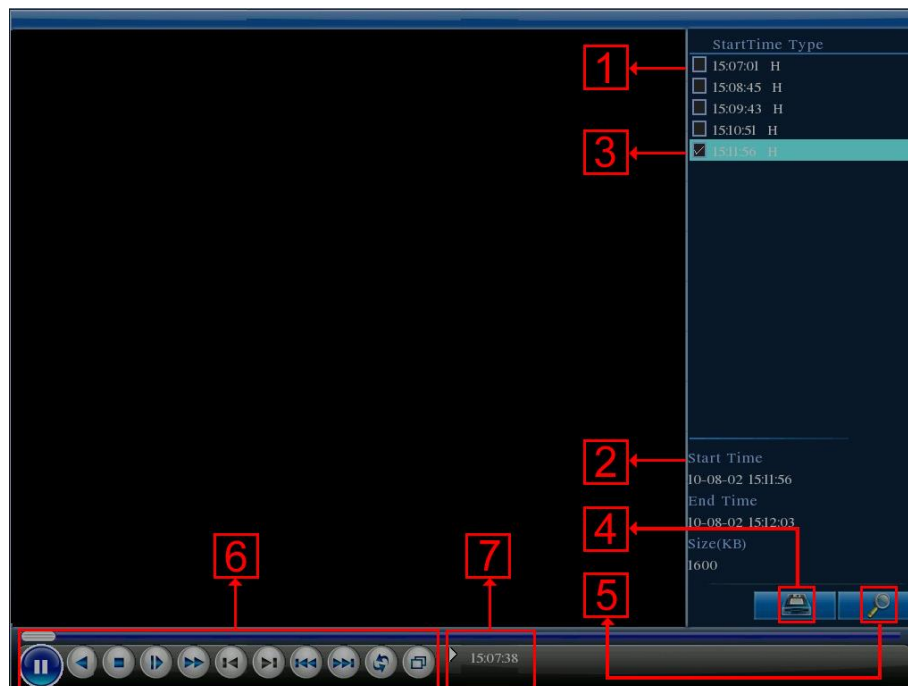 StartTime Type
1
15:07:01 H
15:08:45 H
15:09:43 H
15:10:51 H
3
15:11:56 H
2
Start Time
10-08-02 15:11:56
End Time
4
10-08-02 15:12:03
6
7
Size(KB)
1600
5
15:07:38